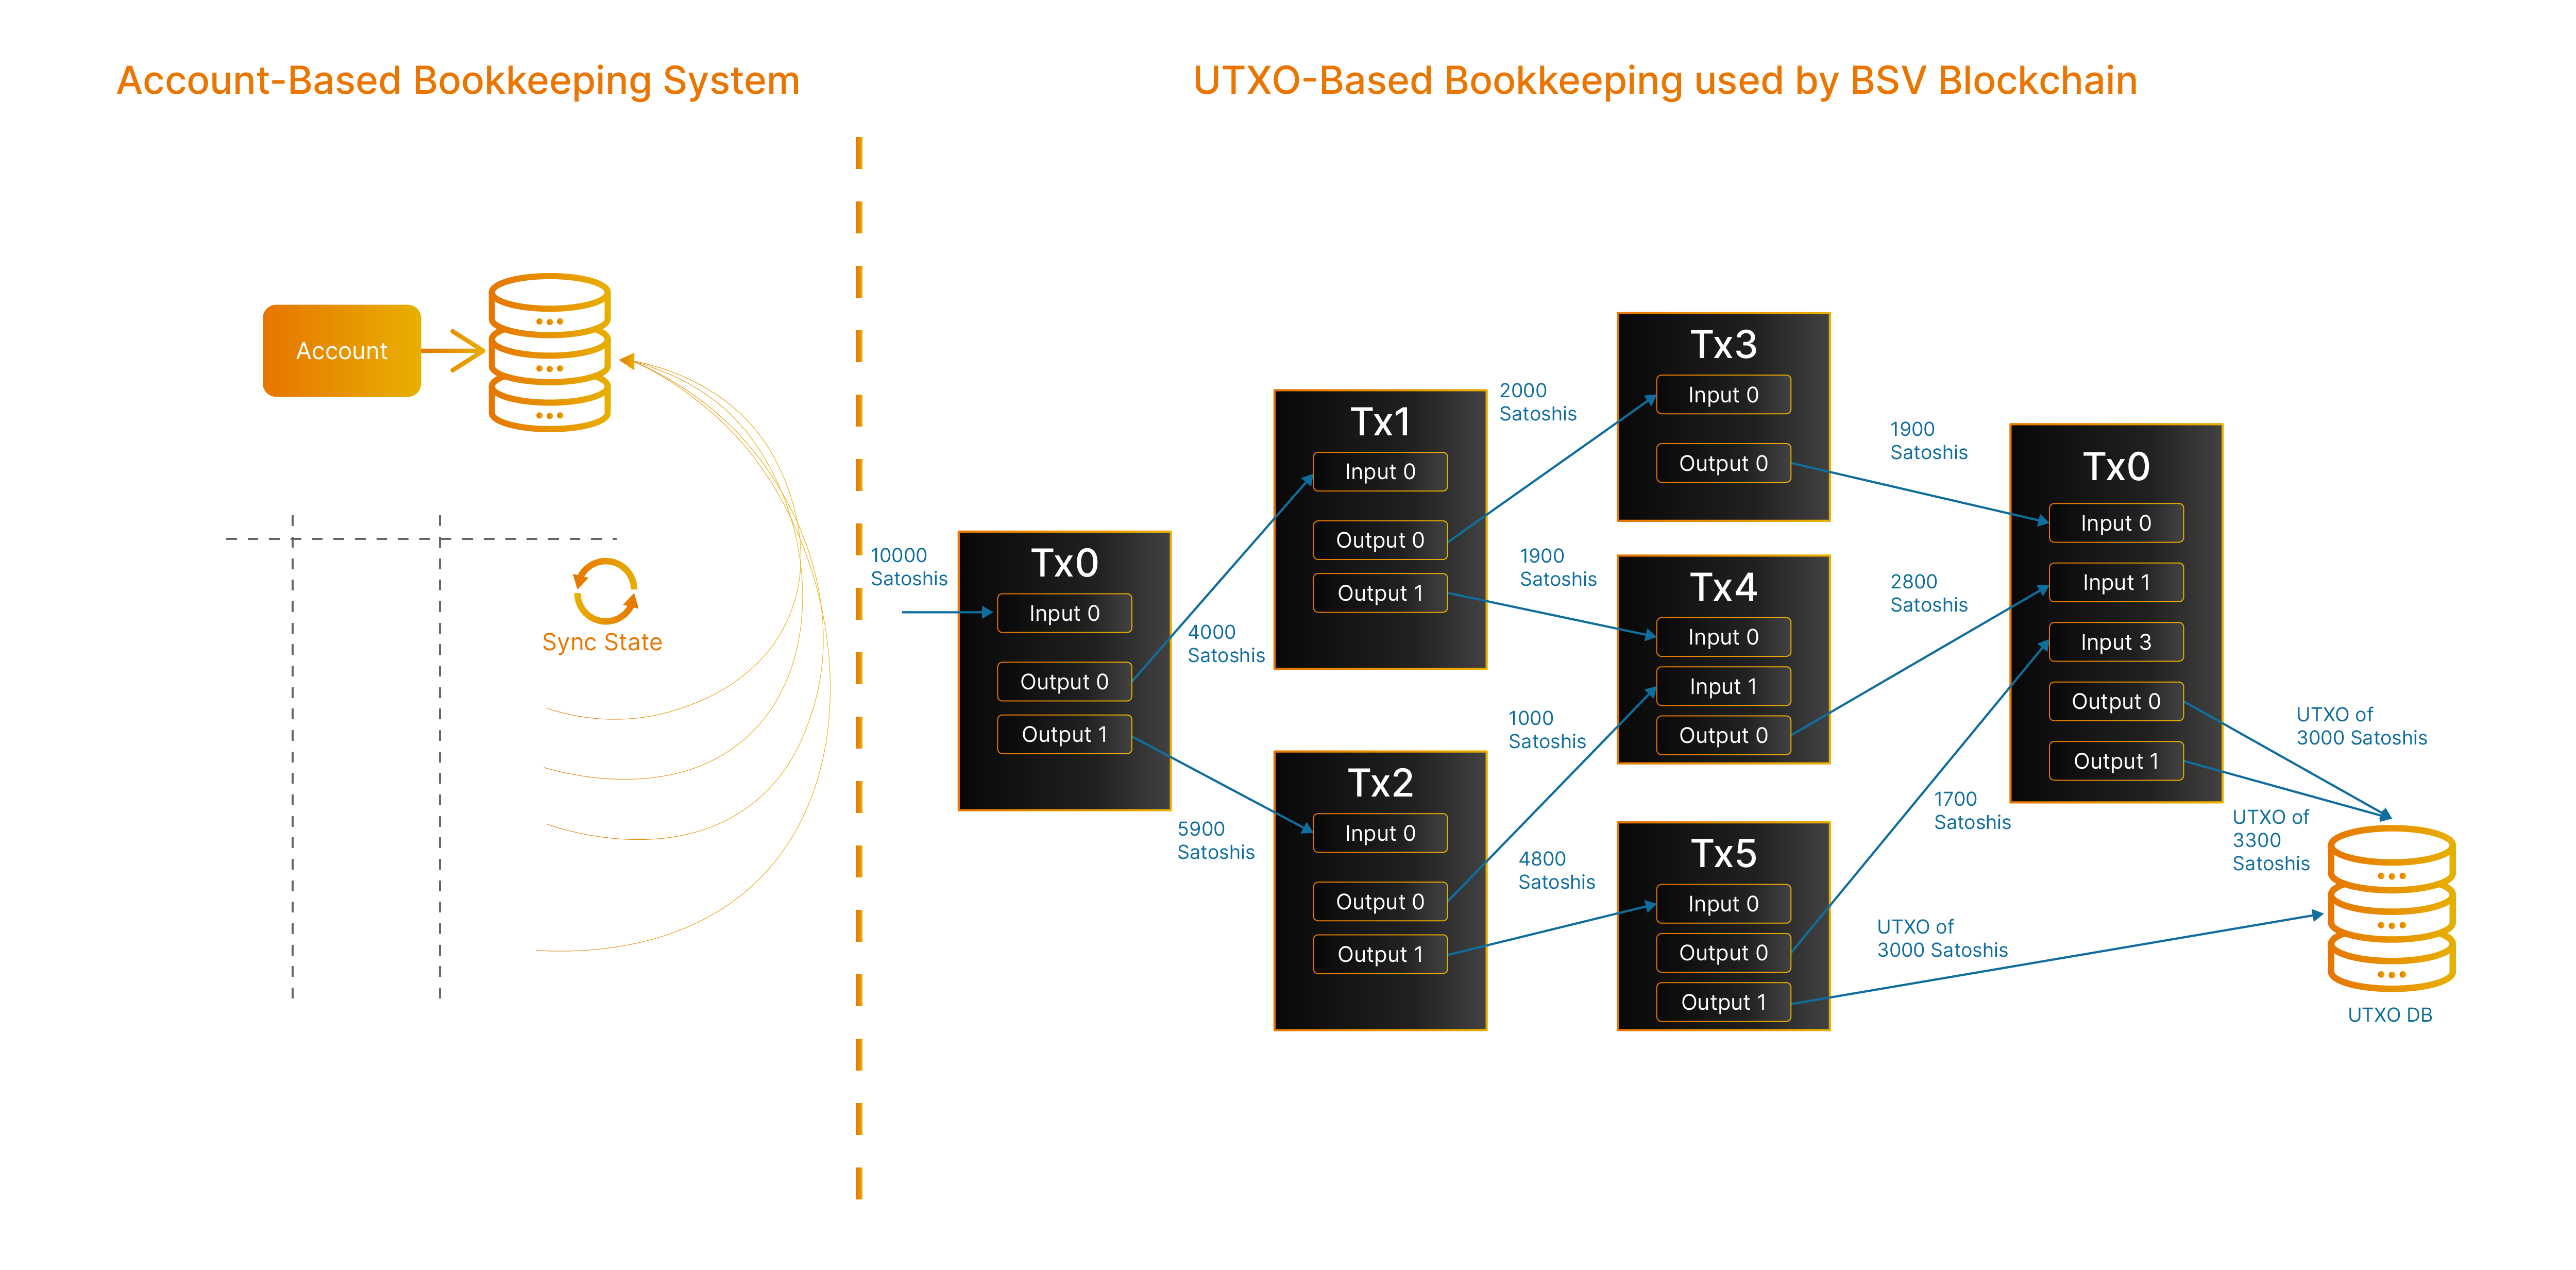 Account-Based Bookkeeping System
UTXO-Based Bookkeeping used by BSV Blockchain
Account
Sync State
10000
Satoshis
Tx0
Input 0
Output 0
Output 1
4000
Satoshis
5900
Satoshis
Tx1
Input 0
Output 0
Output 1
Tx2
Input 0
Output 0
Output 1
2000
Satoshis
1900
Satoshis
1000
Satoshis
4800
Satoshis
Tx3
Input 0
Output 0
Tx4
Input 0
Input 1
Output 0
Tx5
Input 0
Output 0
Output 1
1900
Satoshis
2800
Satoshis
1700
Satoshis
UTXO of
3000 Satoshis
Tx0
Input 0
Input 1
Input 3
Output 0
Output 1
UTXO of
3000 Satoshis
UTXO of
3300
Satoshis
UTXO DB